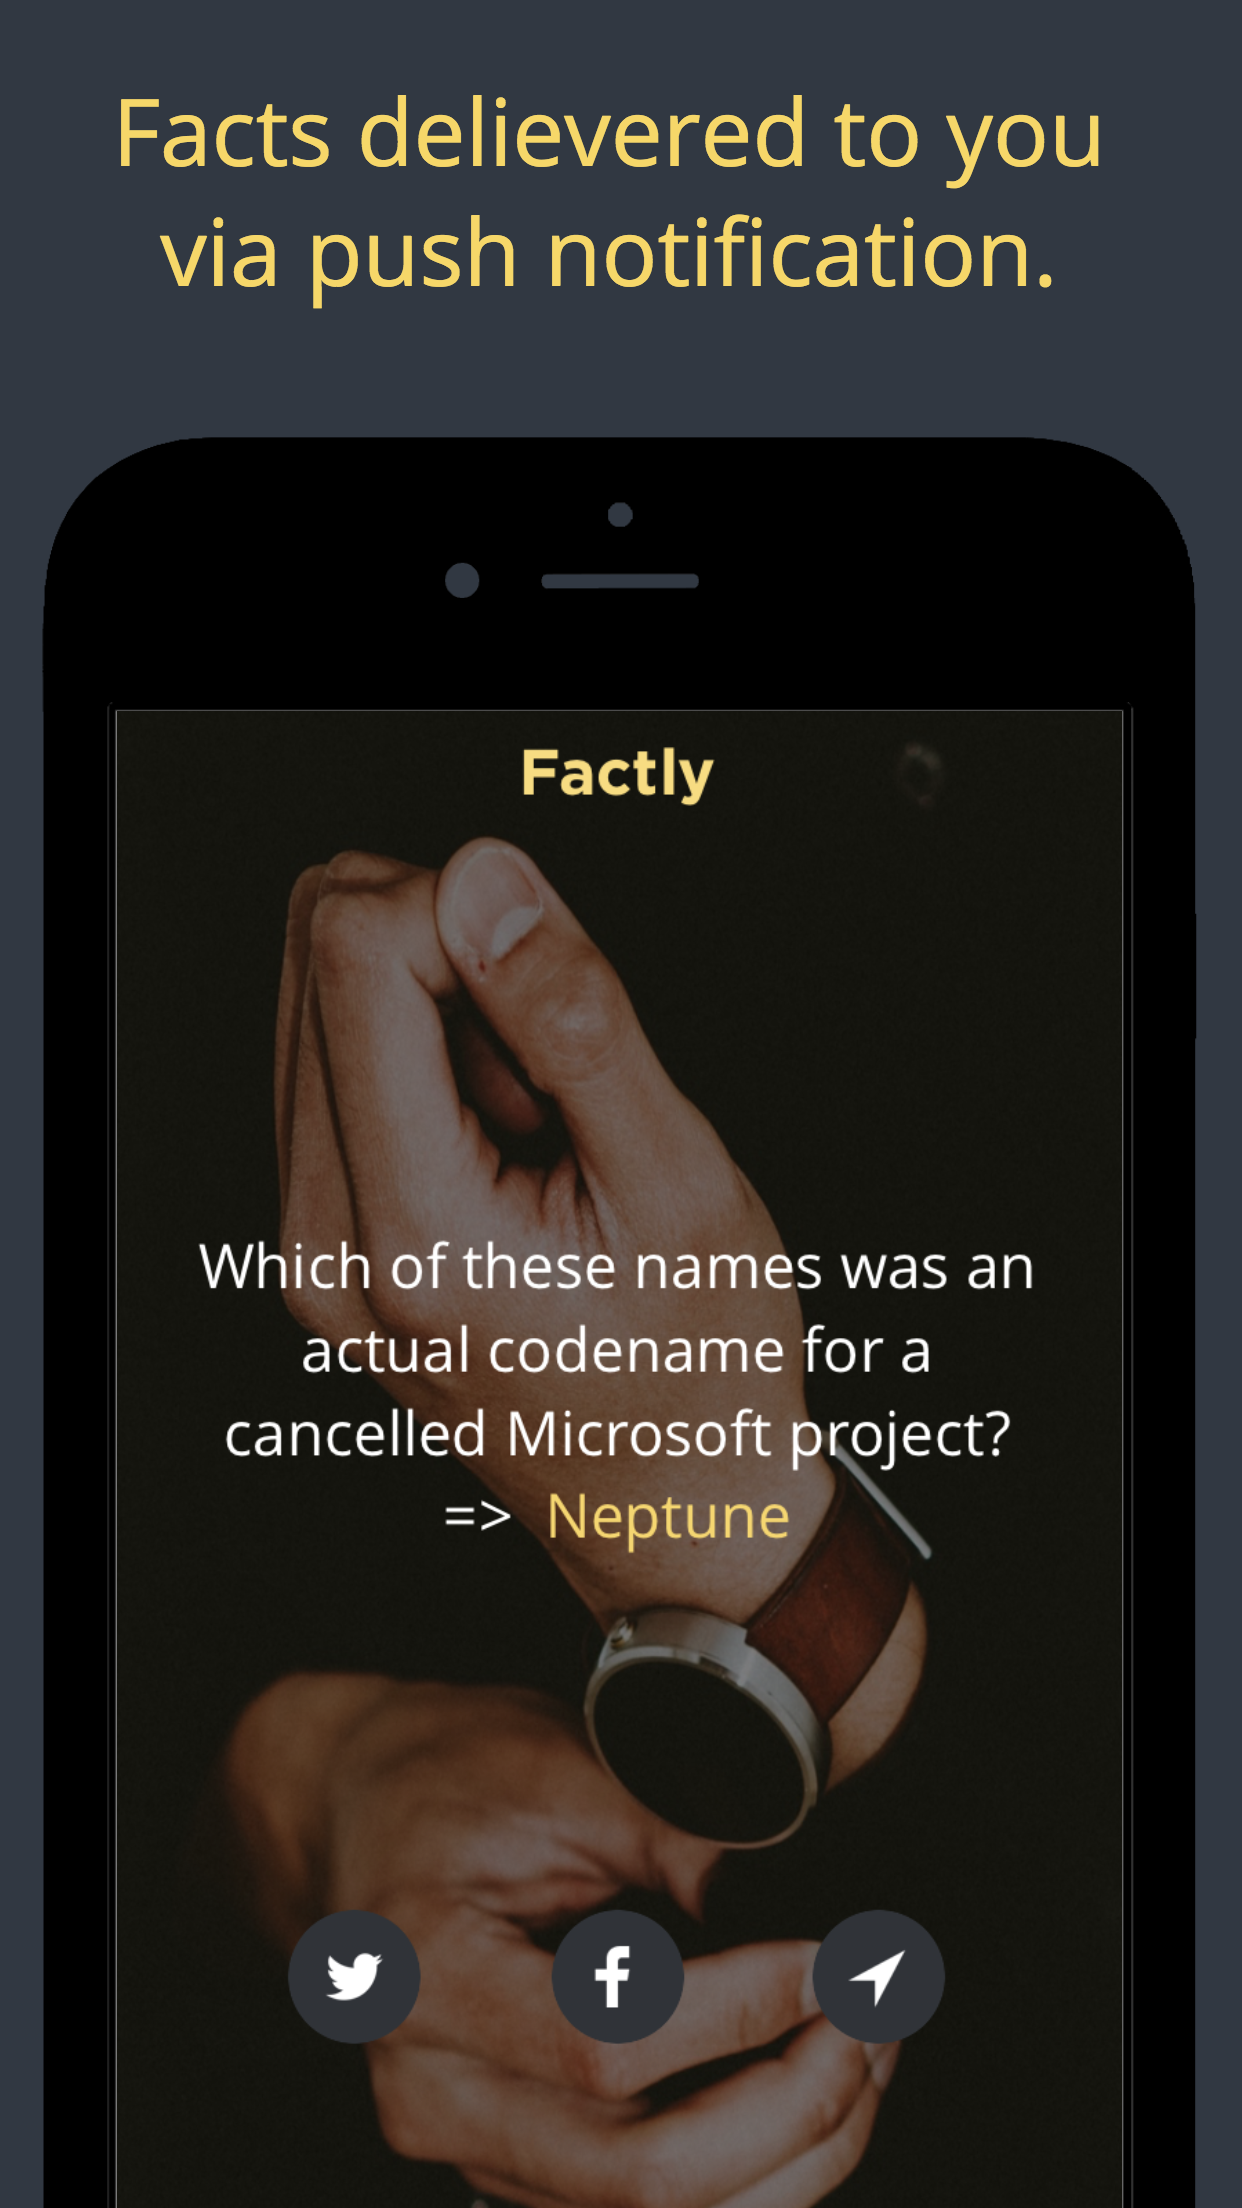 Facts delievered to you
via push notification.
Factly
Which of these names was an
actual codename for a
cancelled Microsoft project?
=> Neptune